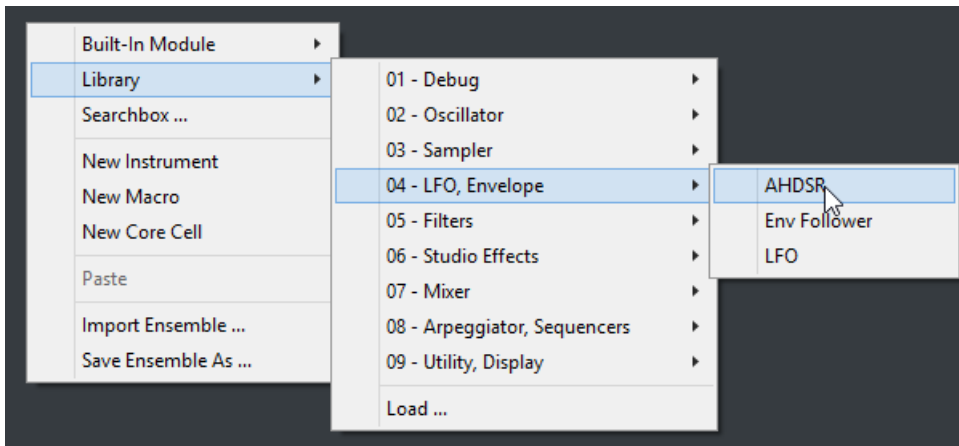 Built-In Module
Library
Searchbox ...
New Instrument
New Macro
New Core Cell
Paste
Import Ensemble ...
Save Ensemble As ...
01 - Debug
02 - Oscillator
03 - Sampler
04 - LFO, Envelope
05 - Filters
06 - Studio Effects
07 - Mixer
08 - Arpeggiator, Sequencers
09 - Utility, Display
Load ...
AHDSR
Env Follower
LFO